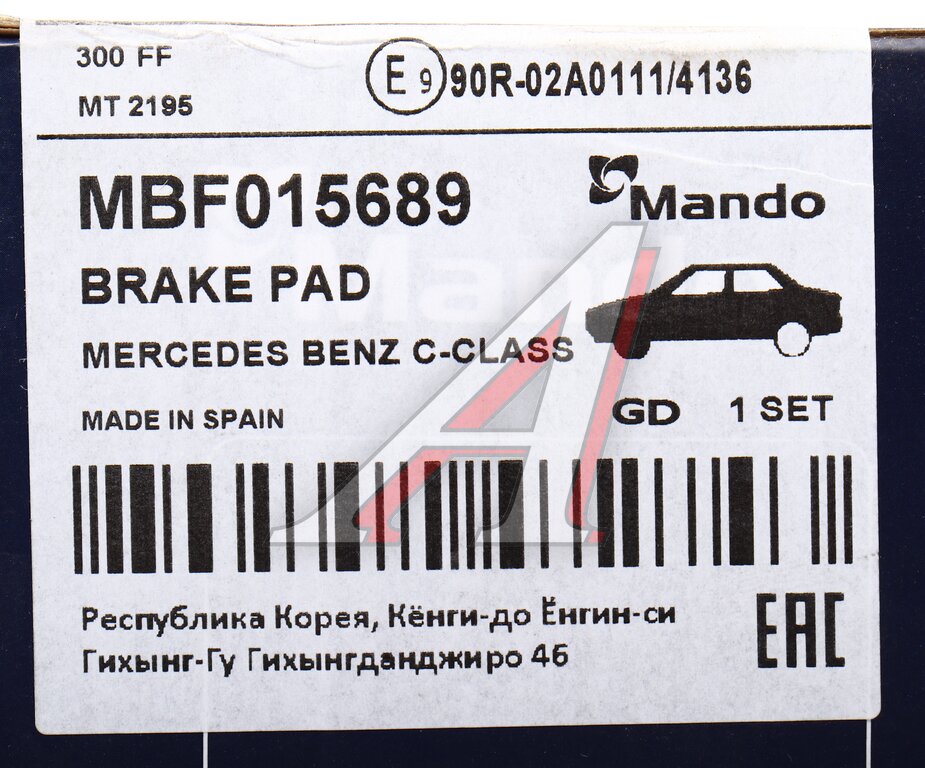 300 FF
E 9 90R-02A0111/4136
MT 2195
MBF015689
Mando
BRAKE PAD
MERCEDES BENZ C-CLASS
MADE IN SPAIN
GD 1 SET
Республика Корея, Кёнги-до Ёнгин-си
Гихынг-Гу Гихынгданджиро 46
EAC